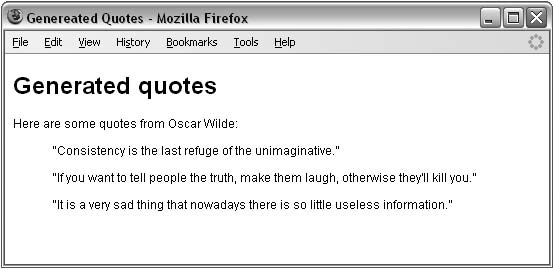 Genereated Quotes - Mozilla Firefox
File Edit View History Bookmarks Tools Help
Generated quotes
Here are some quotes from Oscar Wilde:
"Consistency is the last refuge of the unimaginative."
"If you want to tell people the truth, make them laugh, otherwise they'll kill you."
"It is a very sad thing that nowadays there is so little useless information."